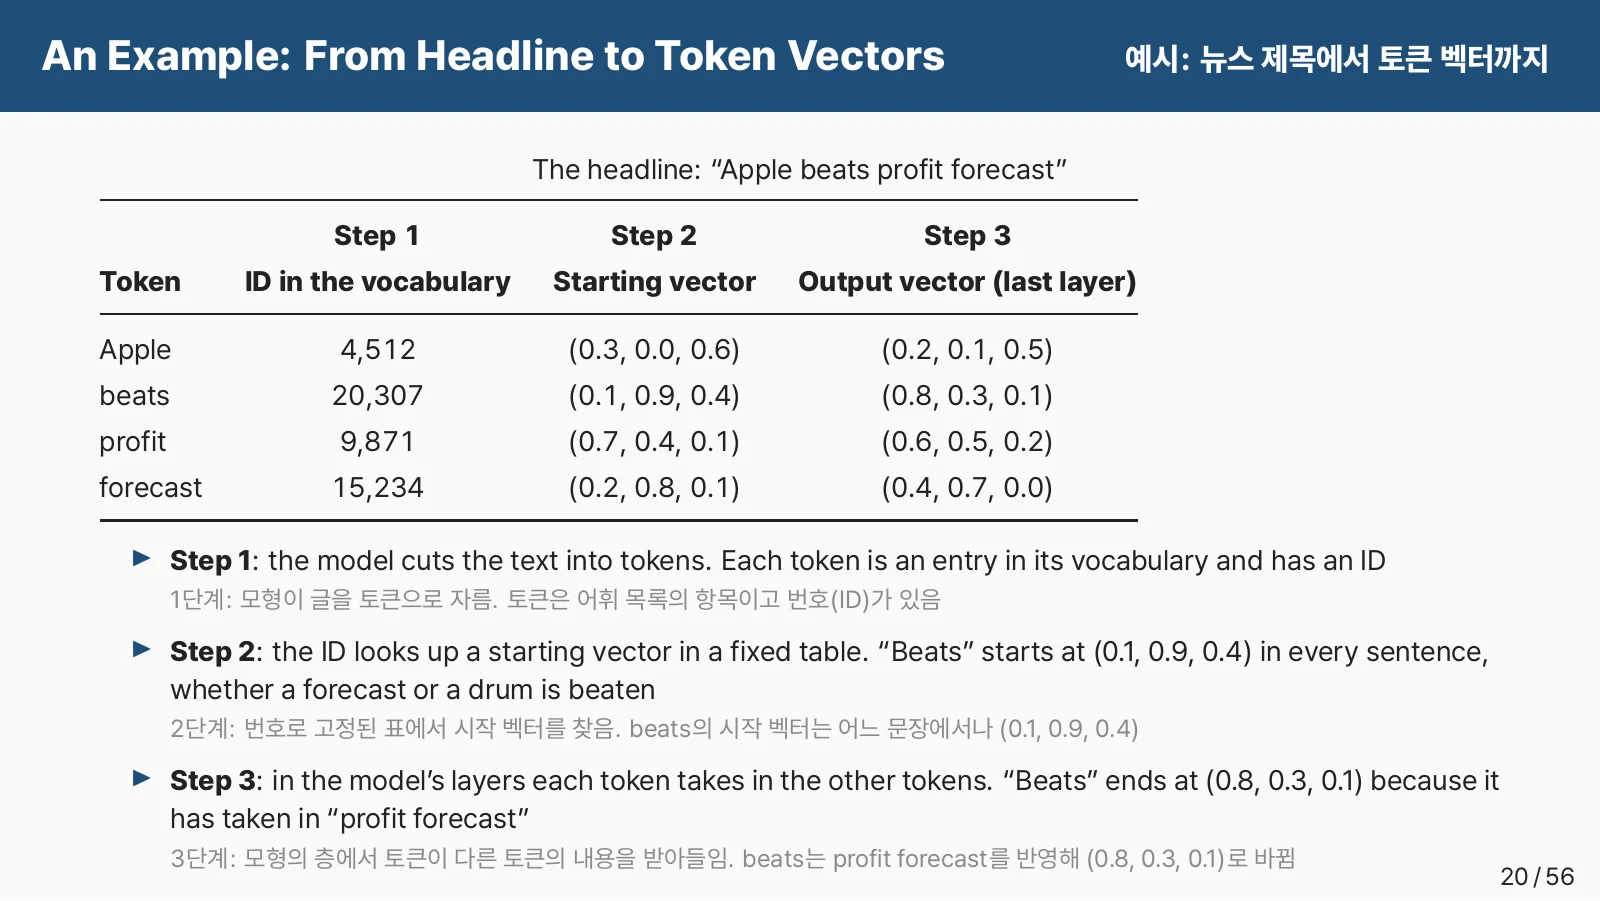 An Example: From Headline to Token Vectors
예시: 뉴스 제목에서 토큰 벡터까지
The headline: “Apple beats profit forecast”
Step 1 Step 2 Step 3
Token ID in the vocabulary Starting vector Output vector (last layer)
Apple 4,512 (0.3, 0.0, 0.6) (0.2, 0.1, 0.5)
beats 20,307 (0.1, 0.9, 0.4) (0.8, 0.3, 0.1)
profit 9,871 (0.7, 0.4, 0.1) (0.6, 0.5, 0.2)
forecast 15,234 (0.2, 0.8, 0.1) (0.4, 0.7, 0.0)
▶ Step 1: the model cuts the text into tokens. Each token is an entry in its vocabulary and has an ID
1단계: 모형이 글을 토큰으로 자름. 토큰은 어휘 목록의 항목이고 번호(ID)가 있음
▶ Step 2: the ID looks up a starting vector in a fixed table. “Beats” starts at (0.1, 0.9, 0.4) in every sentence,
whether a forecast or a drum is beaten
2단계: 번호로 고정된 표에서 시작 벡터를 찾음. beats의 시작 벡터는 어느 문장에서나 (0.1, 0.9, 0.4)
▶ Step 3: in the model’s layers each token takes in the other tokens. “Beats” ends at (0.8, 0.3, 0.1) because it
has taken in “profit forecast”
3단계: 모형의 층에서 토큰이 다른 토큰의 내용을 받아들임. beats는 profit forecast를 반영해 (0.8, 0.3, 0.1)로 바뀜
20 / 56